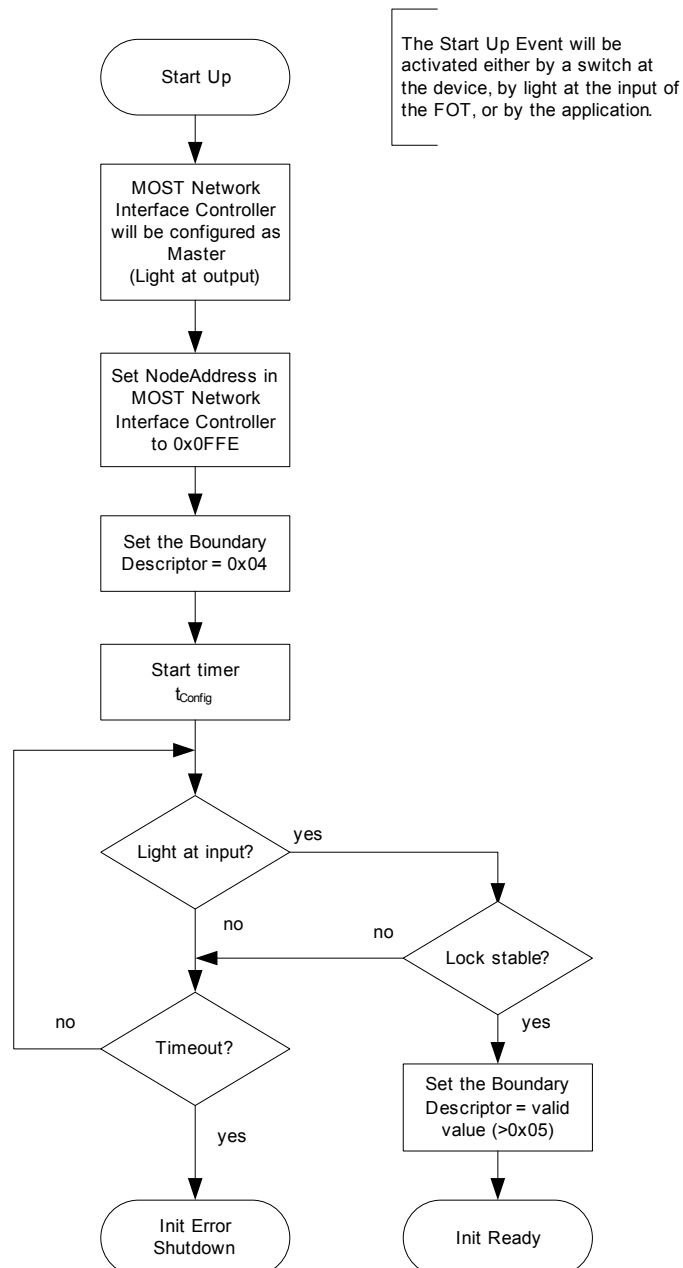 Start Up
The Start Up Event will be
activated either by a switch at
the device, by light at the input of
the FOT, or by the application.
MOST Network
Interface Controller
will be configured as
Master
(Light at output)
Set NodeAddress in
MOST Network
Interface Controller
to 0x0FFE
Set the Boundary
Descriptor = 0x04
Start timer
tConfig
Light at input?
yes
no
no
Lock stable?
no
Timeout?
yes
Set the Boundary
Descriptor = valid
value (>0x05)
yes
Init Error
Shutdown
Init Ready